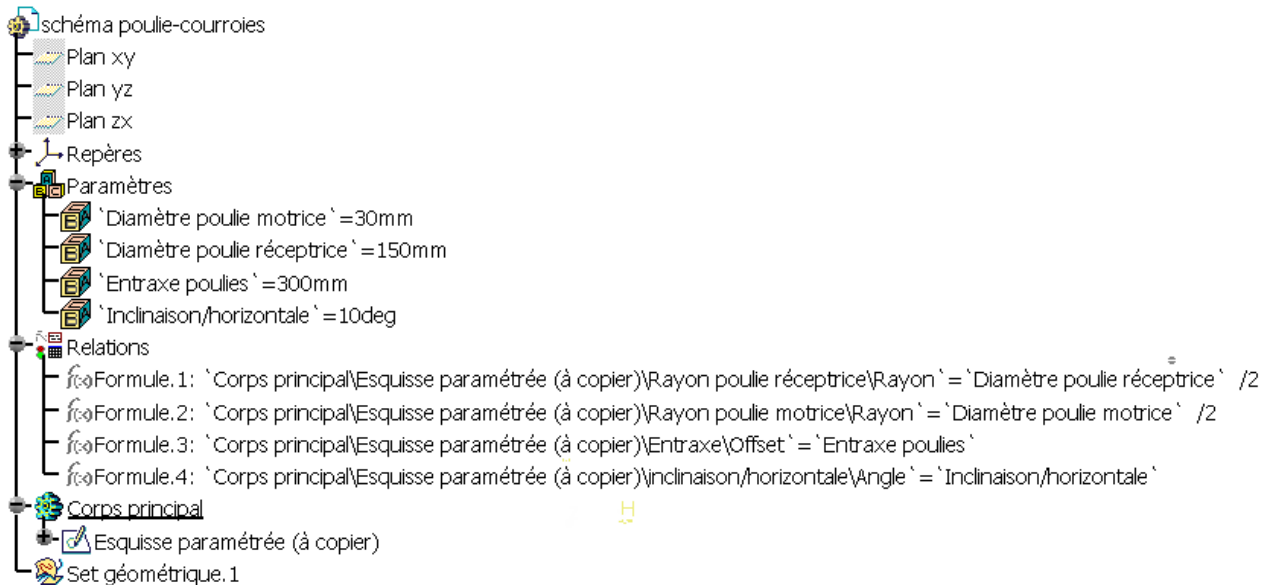 schéma poulie-courroies
Plan xy
Plan yz
Plan zx
Repères
Paramètres
`Diamètre poulie motrice`=30mm
`Diamètre poulie réceptrice`=150mm
`Entraxe poulies`=300mm
`Inclinaison/horizontale`=10deg
Relations
f(x)Formule.1: `Corps principal\Esquisse paramétrée (à copier)\Rayon poulie réceptrice\Rayon`=`Diamètre poulie réceptrice` /2
f(x)Formule.2: `Corps principal\Esquisse paramétrée (à copier)\Rayon poulie motrice\Rayon`=`Diamètre poulie motrice` /2
f(x)Formule.3: `Corps principal\Esquisse paramétrée (à copier)\Entraxe\Offset`=`Entraxe poulies`
f(x)Formule.4: `Corps principal\Esquisse paramétrée (à copier)\inclinaison/horizontale\Angle`=`Inclinaison/horizontale`
Corps principal
H
Esquisse paramétrée (à copier)
Set géométrique.1